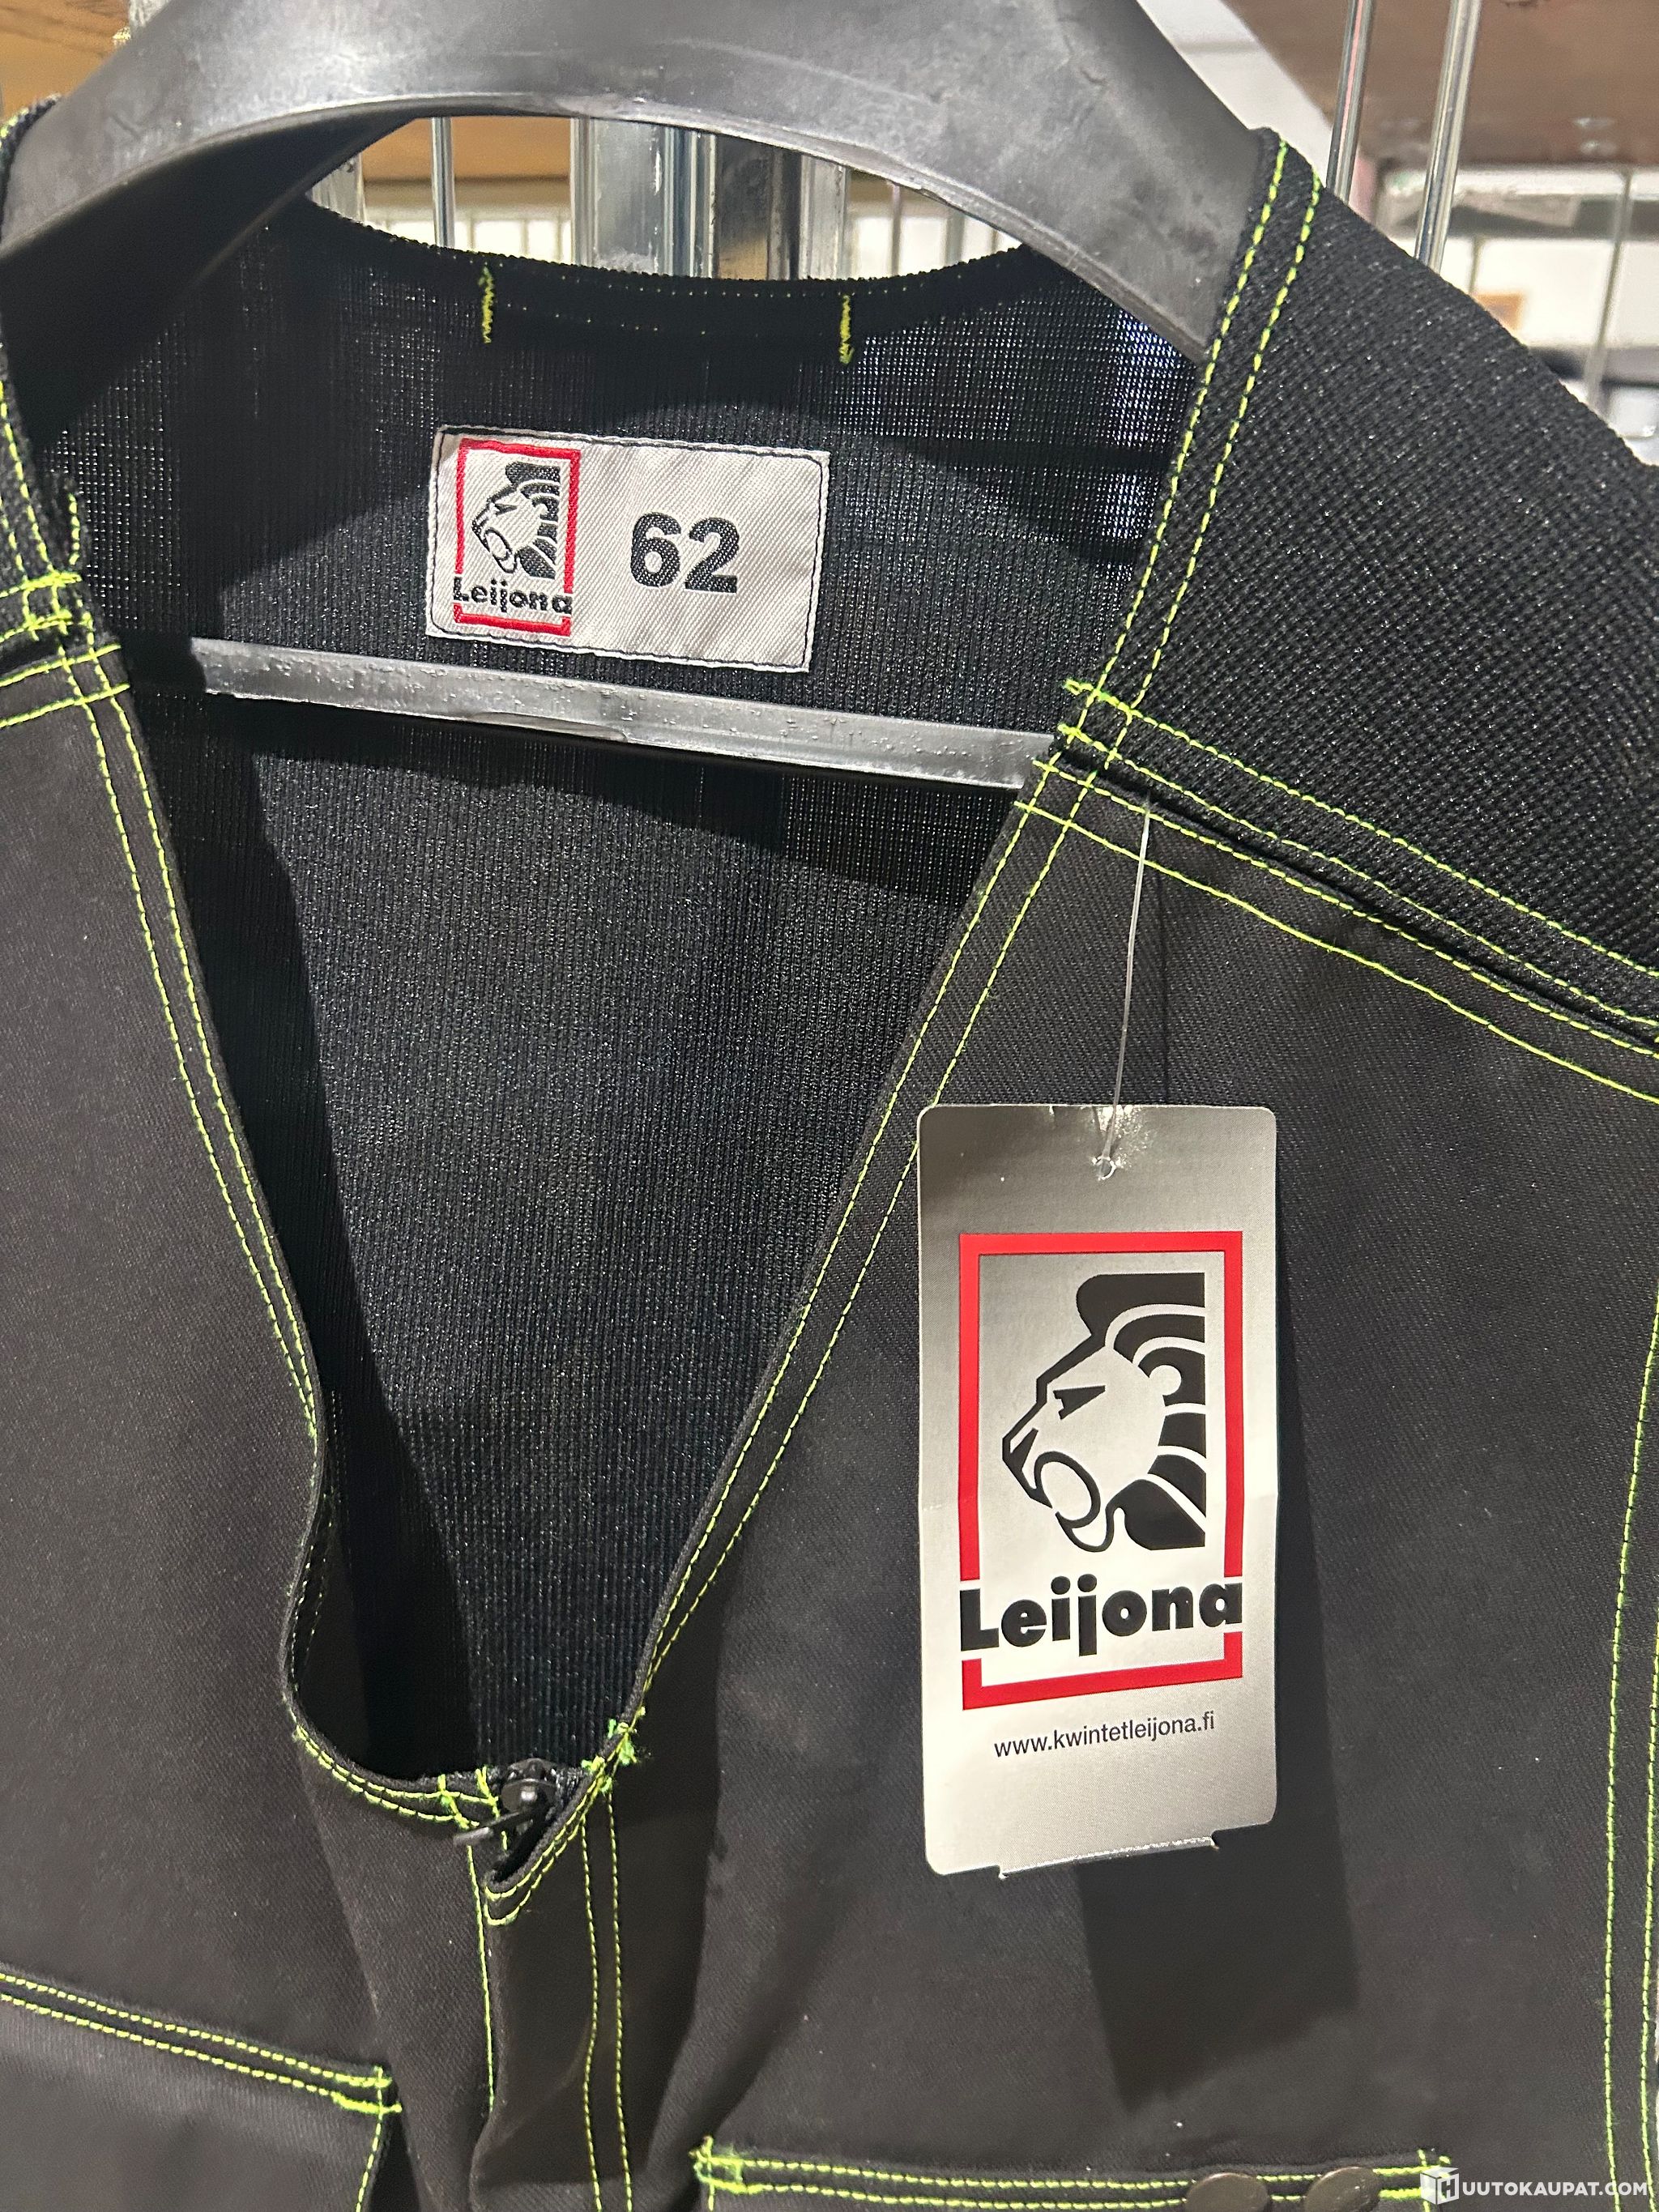 62
Leijona
Leijona
www.kwintetleijona.fi
HUUTOKAUPAT.COM